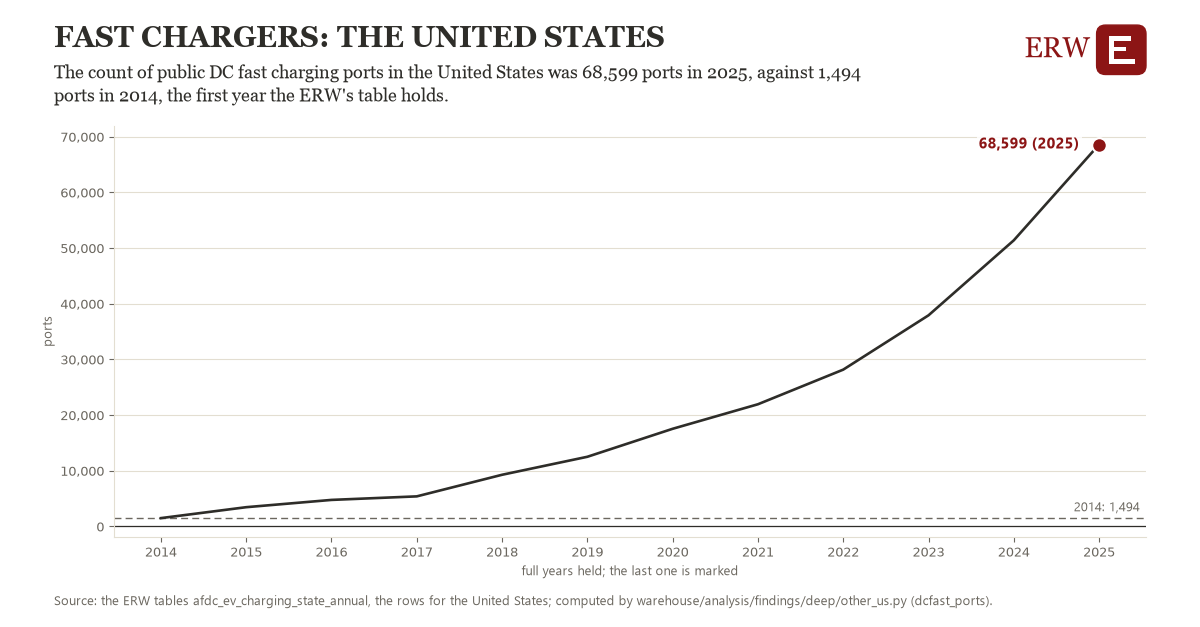 FAST CHARGERS: THE UNITED STATES
ERW E
The count of public DC fast charging ports in the United States was 68,599 ports in 2025, against 1,494
ports in 2014, the first year the ERW's table holds.
70,000
60,000
50,000
40,000
30,000
20,000
10,000
0
ports
68,599 (2025)
2014: 1,494
2014 2015 2016 2017 2018 2019 2020 2021 2022 2023 2024 2025
full years held; the last one is marked
Source: the ERW tables afdc_ev_charging_state_annual, the rows for the United States; computed by warehouse/analysis/findings/deep/other_us.py (dcfast_ports).